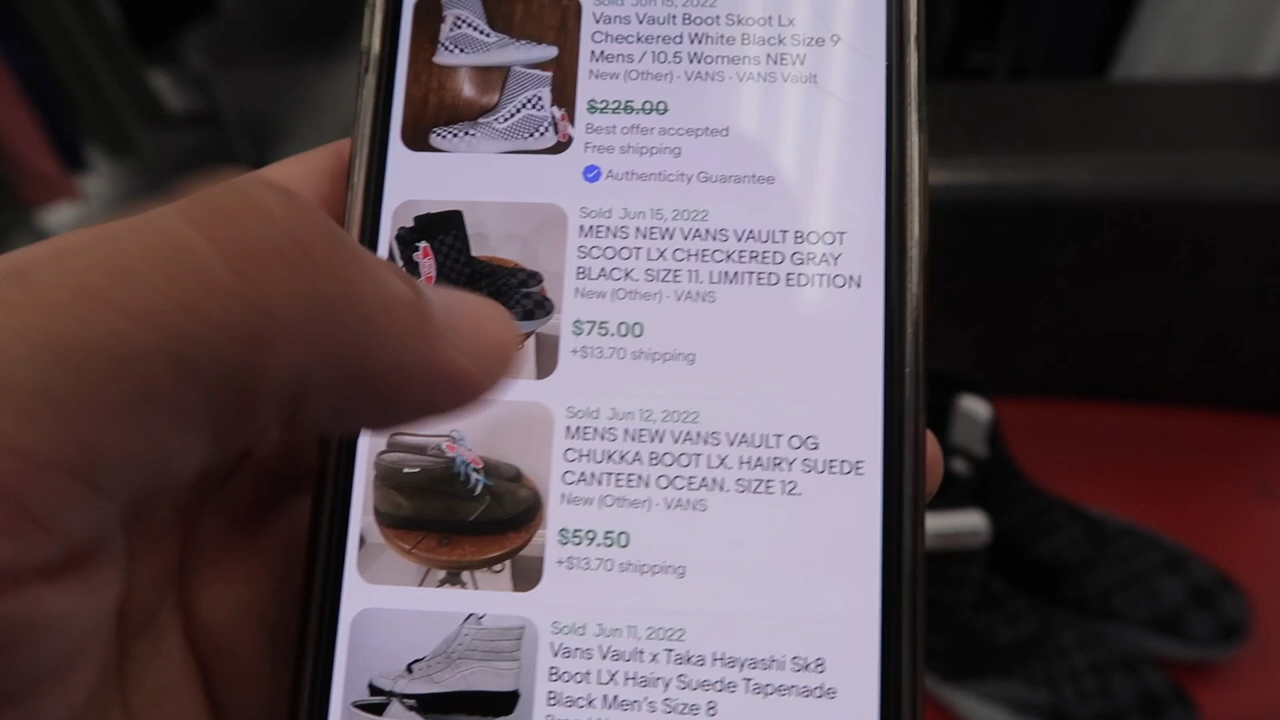 Sold Jun 15, 2022
Vans Vault Boot Skoot Lx
Checkered White Black Size 9
Mens / 10.5 Womens NEW
New (Other) · VANS · VANS Vault
$225.00
Best offer accepted
Free shipping
Authenticity Guarantee
Sold Jun 15, 2022
MENS NEW VANS VAULT BOOT
SCOOT LX CHECKERED GRAY
BLACK. SIZE 11. LIMITED EDITION
New (Other) · VANS
$75.00
+$13.70 shipping
Sold Jun 12, 2022
MENS NEW VANS VAULT OG
CHUKKA BOOT LX. HAIRY SUEDE
CANTEEN OCEAN. SIZE 12.
New (Other) · VANS
$59.50
+$13.70 shipping
Sold Jun 11, 2022
Vans Vault x Taka Hayashi Sk8
Boot LX Hairy Suede Tapenade
Black Men's Size 8